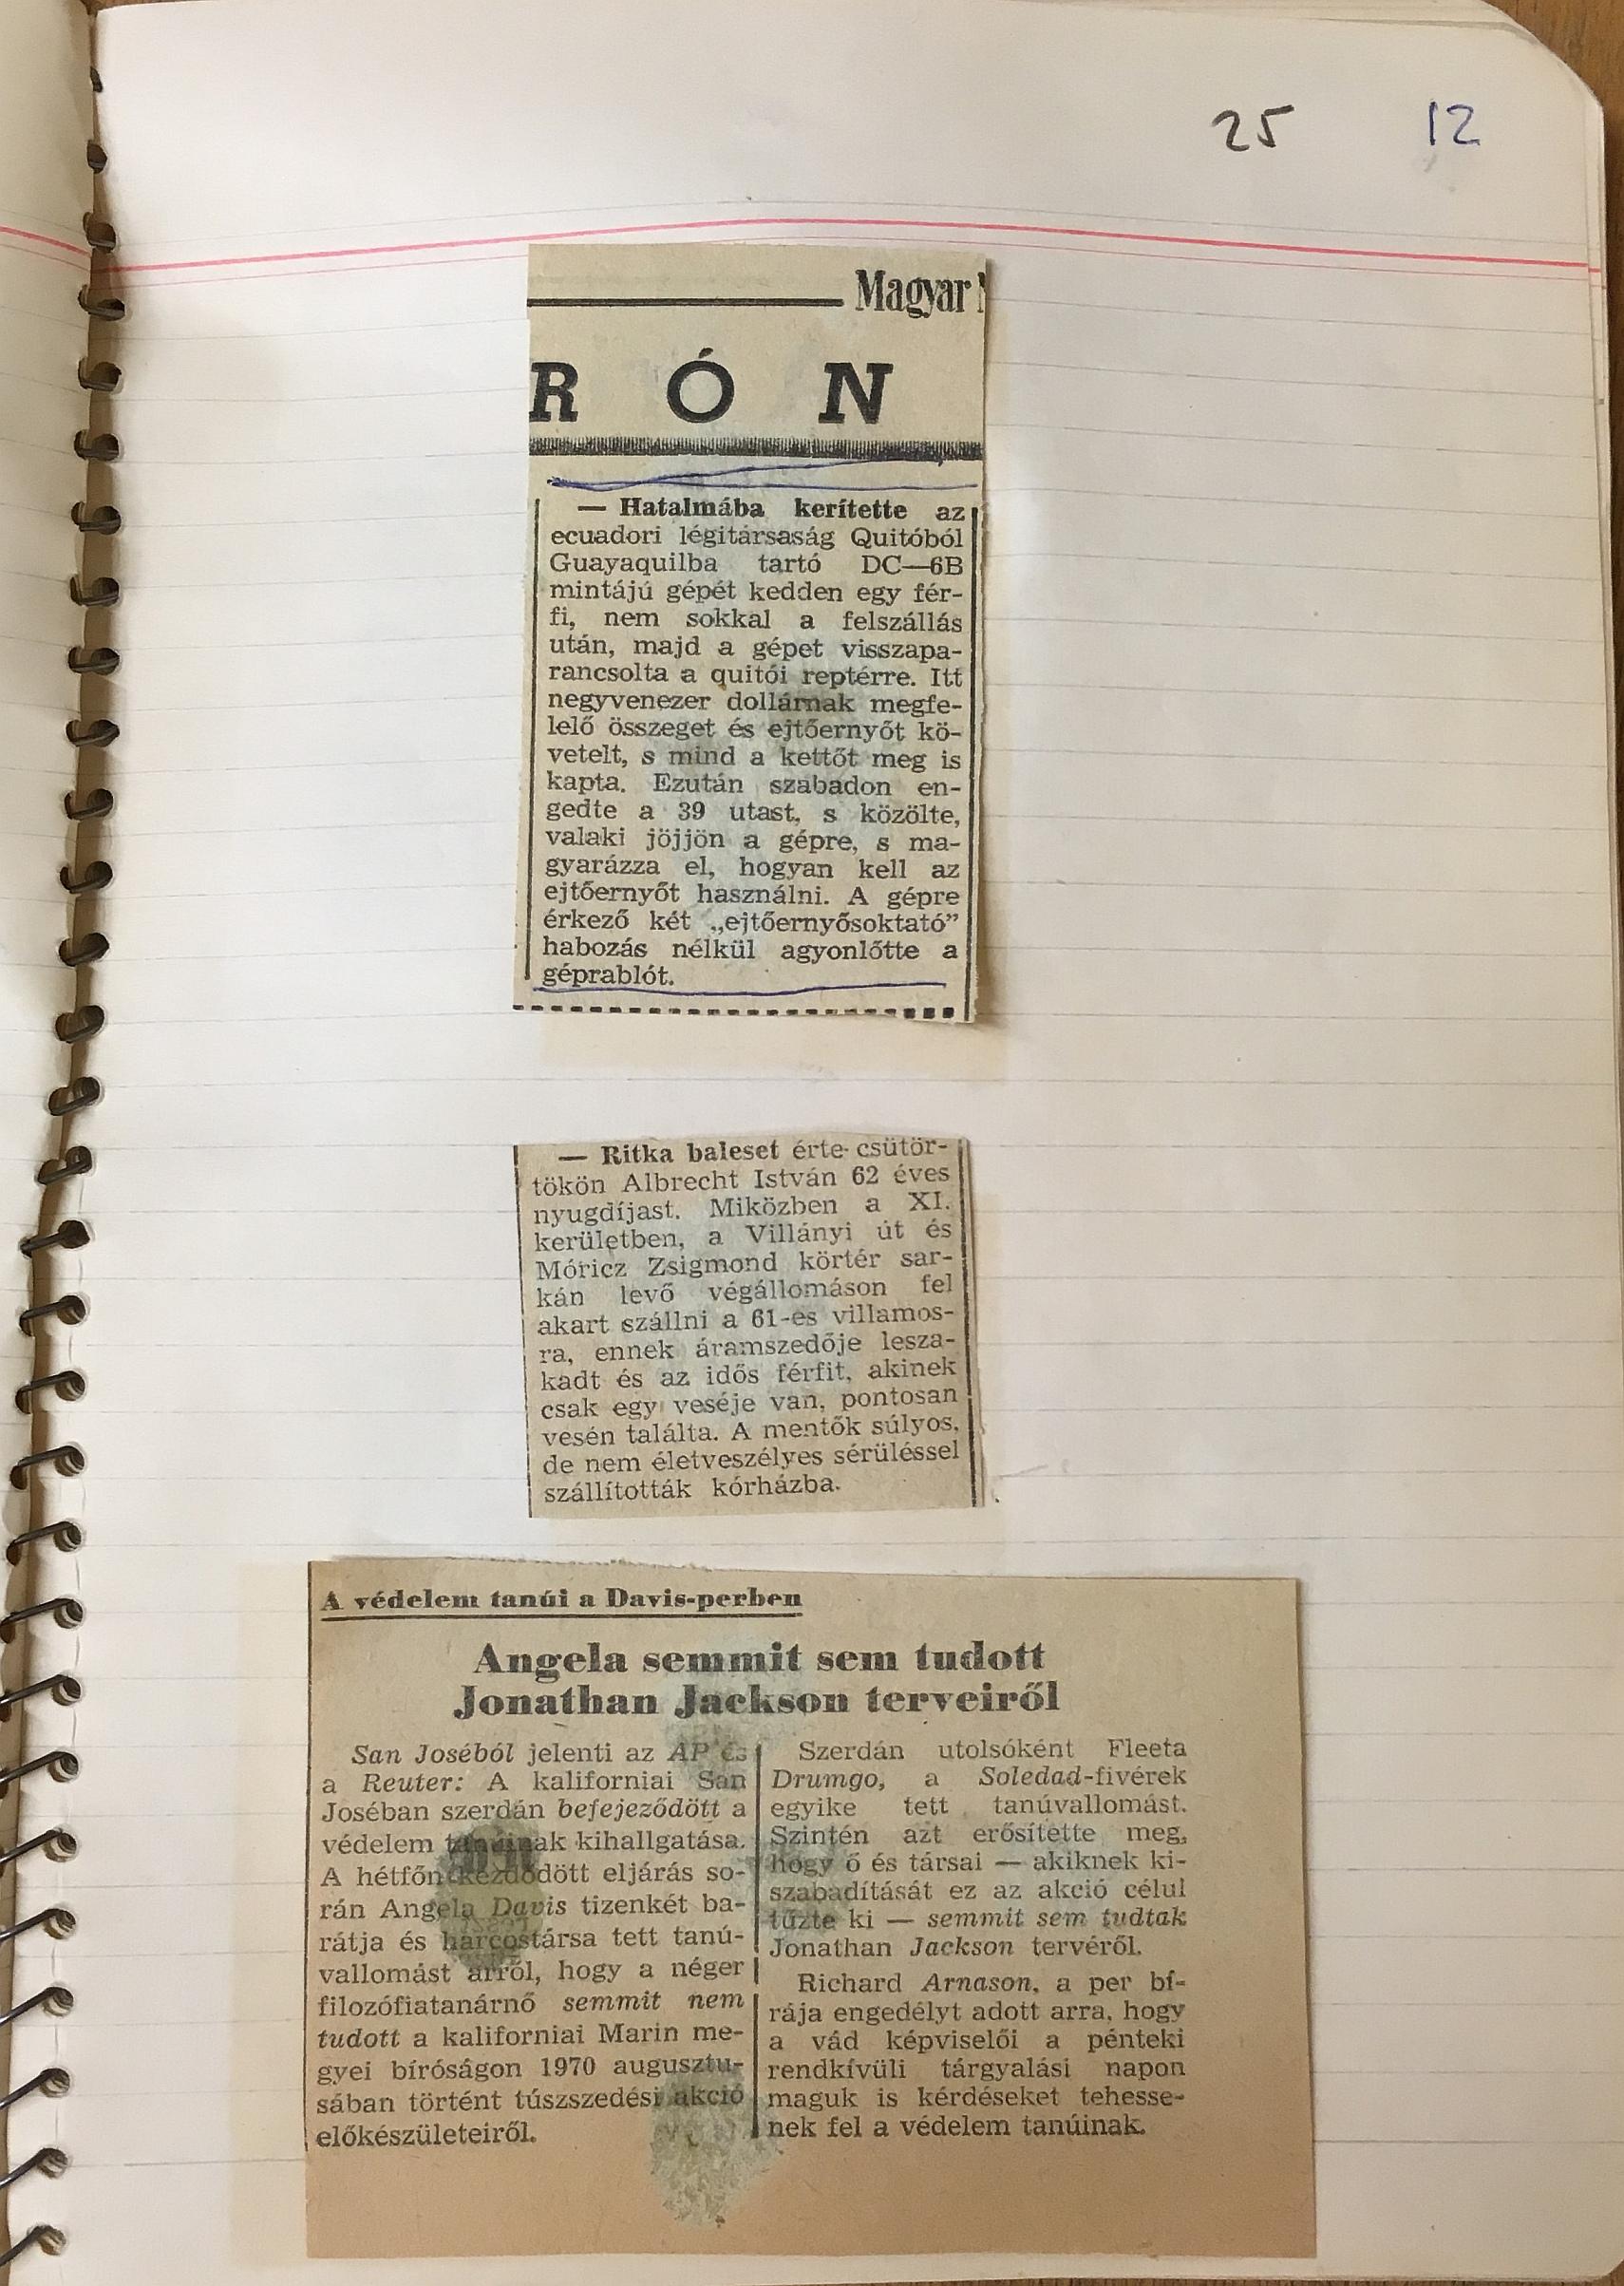 25 12
Magyar
R Ó N
— Hatalmába kerítette az
ecuadori légitársaság Quitóból
Guayaquilba tartó DC—6B
mintájú gépét kedden egy fér-
fi, nem sokkal a felszállás
után, majd a gépet visszapa-
rancsolta a quitói reptérre. Itt
negyvenezer dollárnak megfe-
lelő összeget és ejtőernyőt kö-
vetelt, s mind a kettőt meg is
kapta. Ezután szabadon en-
gedte a 39 utast, s közölte,
valaki jöjjön a gépre, s ma-
gyarázza el, hogyan kell az
ejtőernyőt használni. A gépre
érkező két „ejtőernyősoktató”
habozás nélkül agyonlőtte a
géprablót.
— Ritka baleset érte csütör-
tökön Albrecht István 62 éves
nyugdíjast. Miközben a XI.
kerületben, a Villányi út és
Móricz Zsigmond körtér sar-
kán levő végállomáson fel
akart szállni a 61-es villamos-
ra, ennek áramszedője lesza-
kadt és az idős férfit, akinek
csak egy veséje van, pontosan
vesén találta. A mentők súlyos,
de nem életveszélyes sérüléssel
szállították kórházba.
A védelem tanúi a Davis-perben
Angela semmit sem tudott
Jonathan Jackson terveiről
San Joséból jelenti az AP és
a Reuter: A kaliforniai San
Joséban szerdán befejeződött a
védelem tanúinak kihallgatása.
A hétfőn kezdődött eljárás so-
rán Angela Davis tizenkét ba-
rátja és harcostársa tett tanú-
vallomást arról, hogy a néger
filozófiatanárnő semmit nem
tudott a kaliforniai Marin me-
gyei bíróságon 1970 augusztu-
sában történt túszszedési akció
előkészületeiről.
Szerdán utolsóként Fleeta
Drumgo, a Soledad-fivérek
egyike tett tanúvallomást.
Szintén azt erősítette meg,
hogy ő és társai — akiknek ki-
szabadítását ez az akció célul
tűzte ki — semmit sem tudtak
Jonathan Jackson tervéről.
Richard Arnason, a per bí-
rája engedélyt adott arra, hogy
a vád képviselői a pénteki
rendkívüli tárgyalási napon
maguk is kérdéseket tehesse-
nek fel a védelem tanúinak.